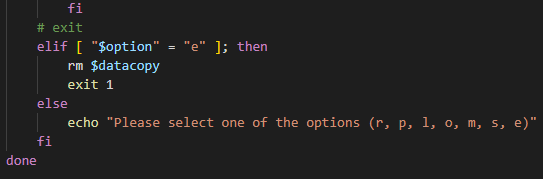 fi
# exit
elif [ "$option" = "e" ]; then
rm $datacopy
exit 1
else
echo "Please select one of the options (r, p, l, o, m, s, e)"
fi
done